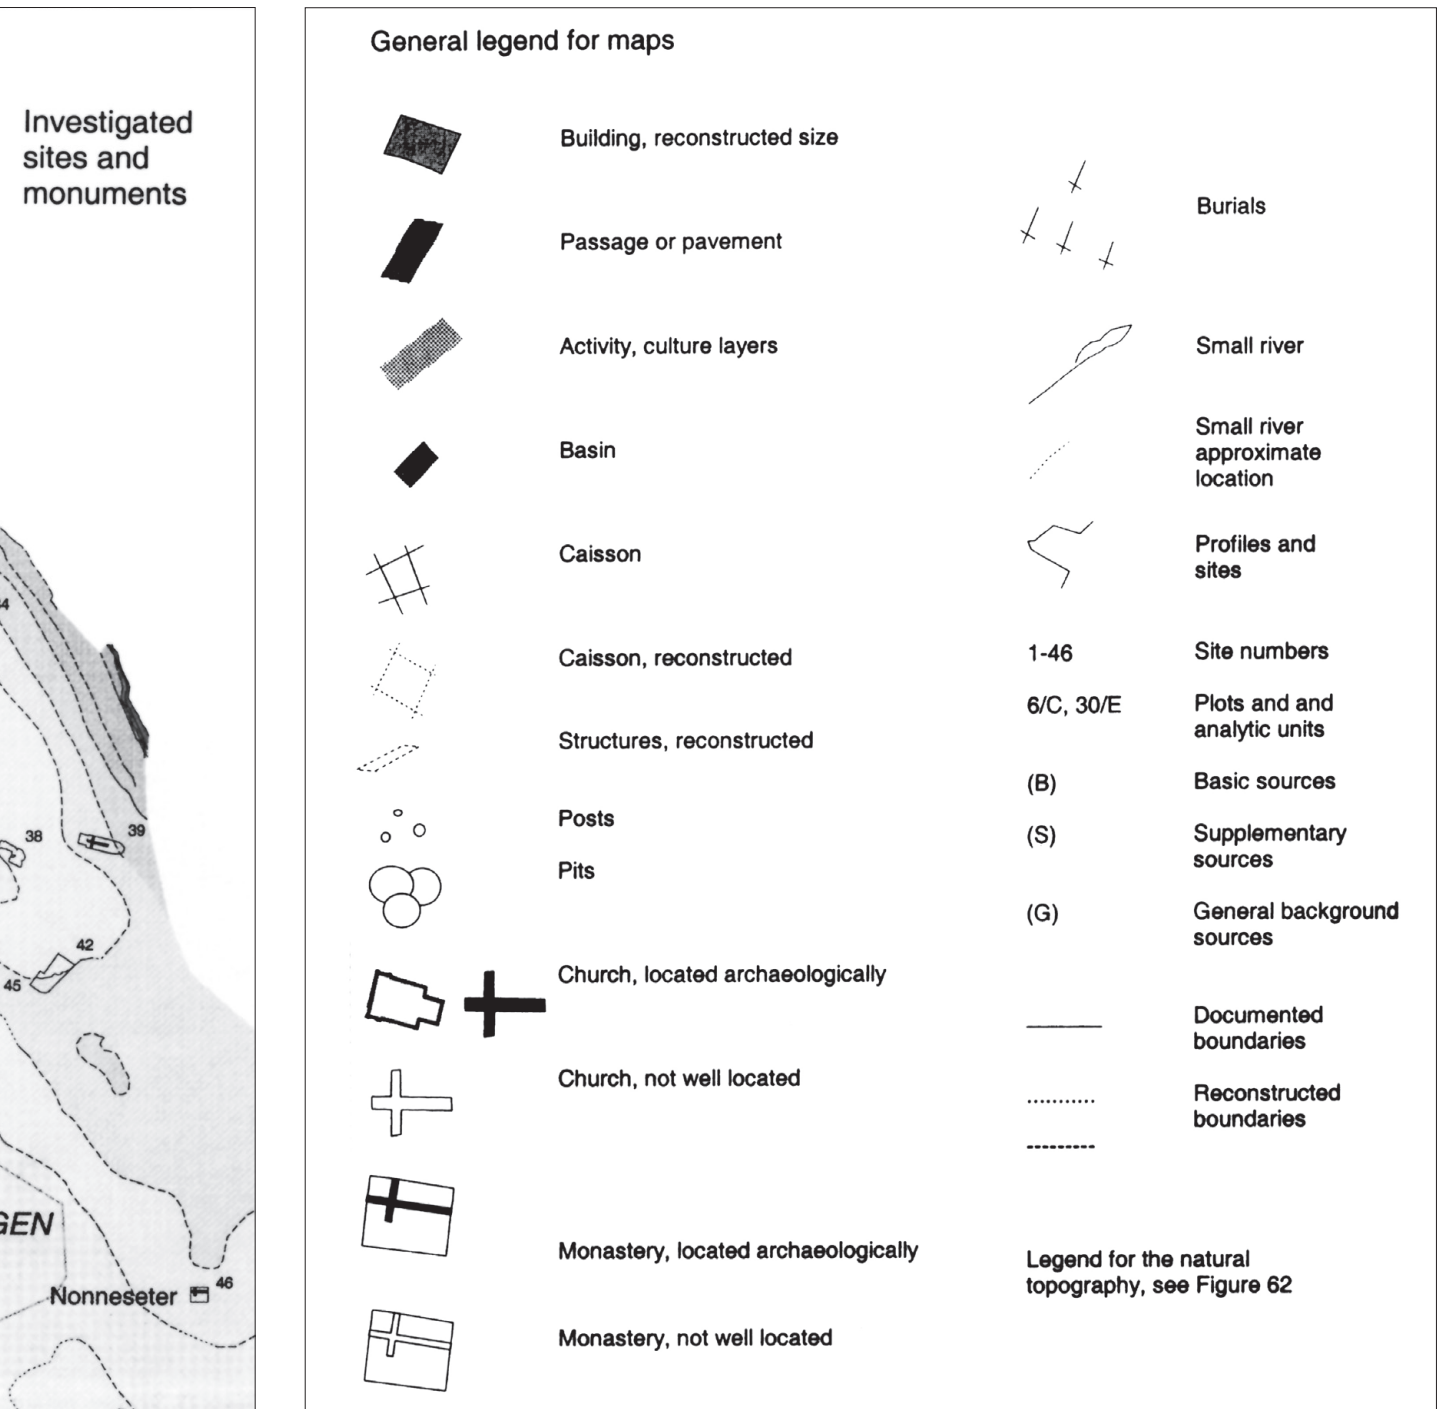 Investigated
sites and
monuments
38
39
42
45
GEN
Nonneseter
46
General legend for maps
Building, reconstructed size
Passage or pavement
Activity, culture layers
Basin
Caisson
Caisson, reconstructed
Structures, reconstructed
Posts
Pits
Church, located archaeologically
Church, not well located
Monastery, located archaeologically
Monastery, not well located
Burials
Small river
Small river
approximate
location
Profiles and
sites
1-46 Site numbers
6/C, 30/E Plots and and
analytic units
(B) Basic sources
(S) Supplementary
sources
(G) General background
sources
Documented
boundaries
Reconstructed
boundaries
Legend for the natural
topography, see Figure 62